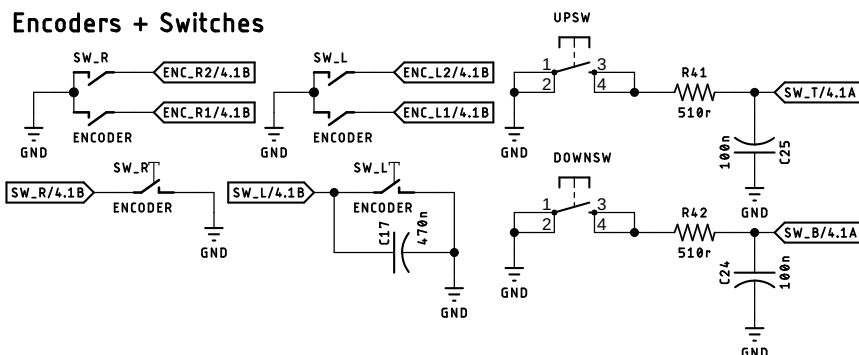 Encoders + Switches
UPSW
SW_R
SW_L
ENC_R2/4.1B
ENC_L2/4.1B
1
2
3
4
R41
510r
SW_T/4.1A
ENC_R1/4.1B
ENC_L1/4.1B
ENCODER
ENCODER
GND
GND
GND
100n
C25
GND
SW_R
SW_L
DOWNSW
SW_R/4.1B
SW_L/4.1B
ENCODER
ENCODER
GND
C17
470n
GND
1
2
3
4
R42
510r
SW_B/4.1A
GND
C24
100n
GND